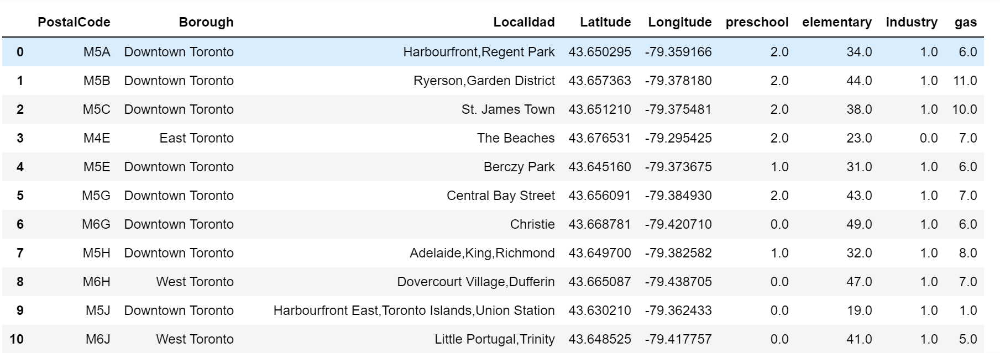 PostalCode Borough Localidad Latitude Longitude preschool elementary industry gas
0 M5A Downtown Toronto Harbourfront,Regent Park 43.650295 -79.359166 2.0 34.0 1.0 6.0
1 M5B Downtown Toronto Ryerson,Garden District 43.657363 -79.378180 2.0 44.0 1.0 11.0
2 M5C Downtown Toronto St. James Town 43.651210 -79.375481 2.0 38.0 1.0 10.0
3 M4E East Toronto The Beaches 43.676531 -79.295425 2.0 23.0 0.0 7.0
4 M5E Downtown Toronto Berczy Park 43.645160 -79.373675 1.0 31.0 1.0 6.0
5 M5G Downtown Toronto Central Bay Street 43.656091 -79.384930 2.0 43.0 1.0 7.0
6 M6G Downtown Toronto Christie 43.668781 -79.420710 0.0 49.0 1.0 6.0
7 M5H Downtown Toronto Adelaide,King,Richmond 43.649700 -79.382582 1.0 32.0 1.0 8.0
8 M6H West Toronto Dovercourt Village,Dufferin 43.665087 -79.438705 0.0 47.0 1.0 7.0
9 M5J Downtown Toronto Harbourfront East,Toronto Islands,Union Station 43.630210 -79.362433 0.0 19.0 1.0 1.0
10 M6J West Toronto Little Portugal,Trinity 43.648525 -79.417757 0.0 41.0 1.0 5.0